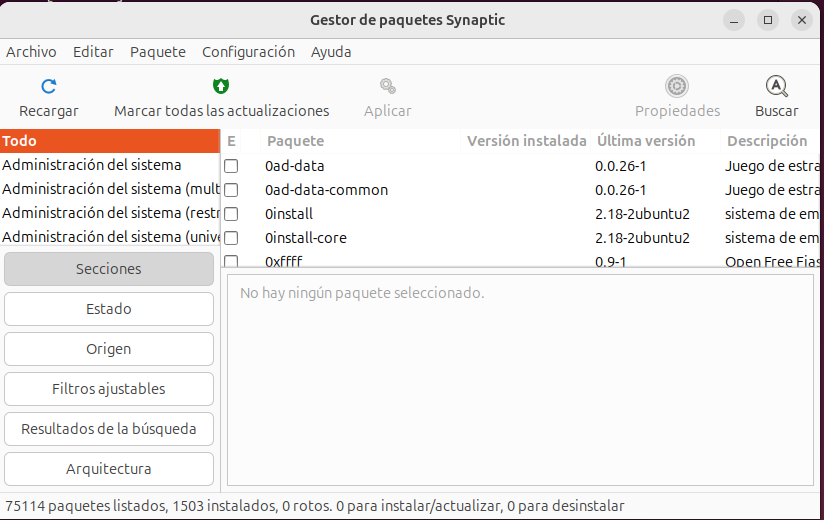 Gestor de paquetes Synaptic
Archivo Editar Paquete Configuración Ayuda
Recargar Marcar todas las actualizaciones Aplicar Propiedades Buscar
Todo
Administración del sistema
Administración del sistema (mult
Administración del sistema (restr
Administración del sistema (unive
Secciones
Estado
Origen
Filtros ajustables
Resultados de la búsqueda
Arquitectura
E Paquete Versión instalada Última versión Descripción
0ad-data 0.0.26-1 Juego de estra
0ad-data-common 0.0.26-1 Juego de estra
0install 2.18-2ubuntu2 sistema de em
0install-core 2.18-2ubuntu2 sistema de em
0xffff 0.9-1 Open Free Fias
No hay ningún paquete seleccionado.
75114 paquetes listados, 1503 instalados, 0 rotos. 0 para instalar/actualizar, 0 para desinstalar